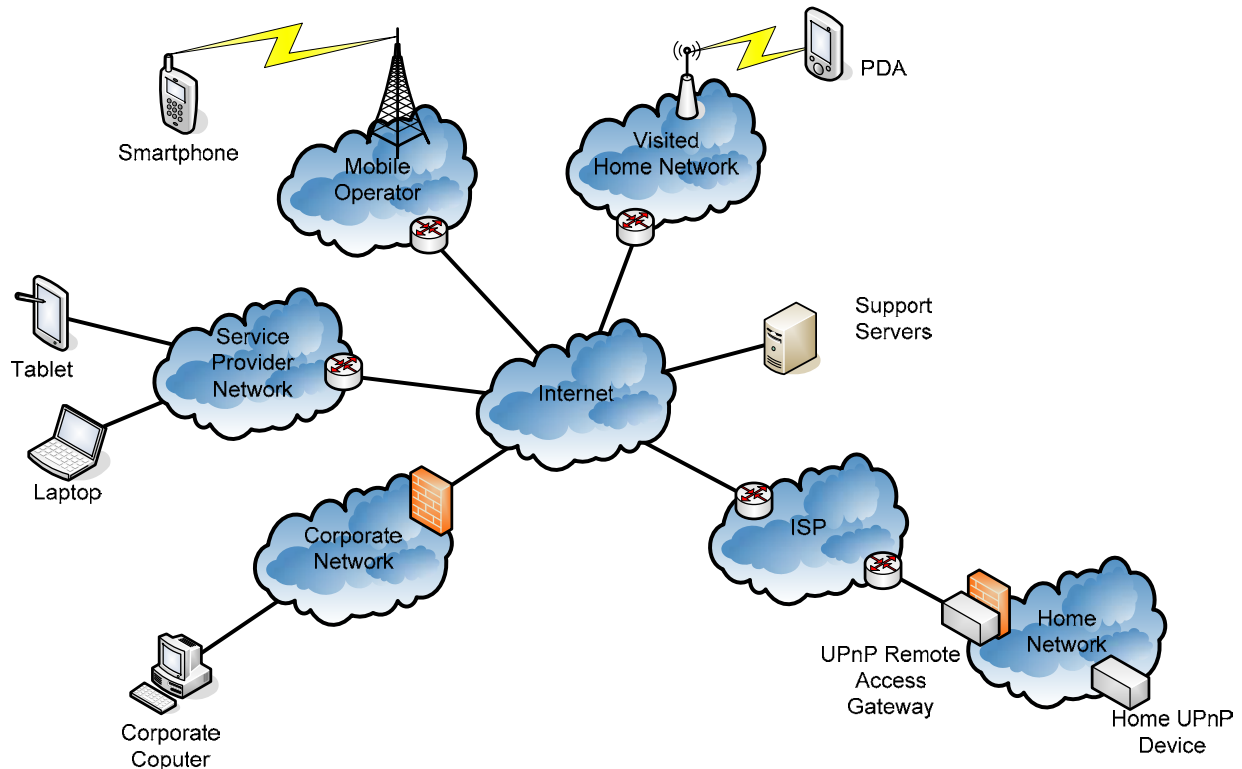 PDA
Smartphone
Visited
Home Network
Mobile
Operator
Support
Servers
Service
Provider
Network
Tablet
Internet
Laptop
Corporate
Network
ISP
Home
Network
UPnP Remote
Access
Gateway
Home UPnP
Device
Corporate
Coputer